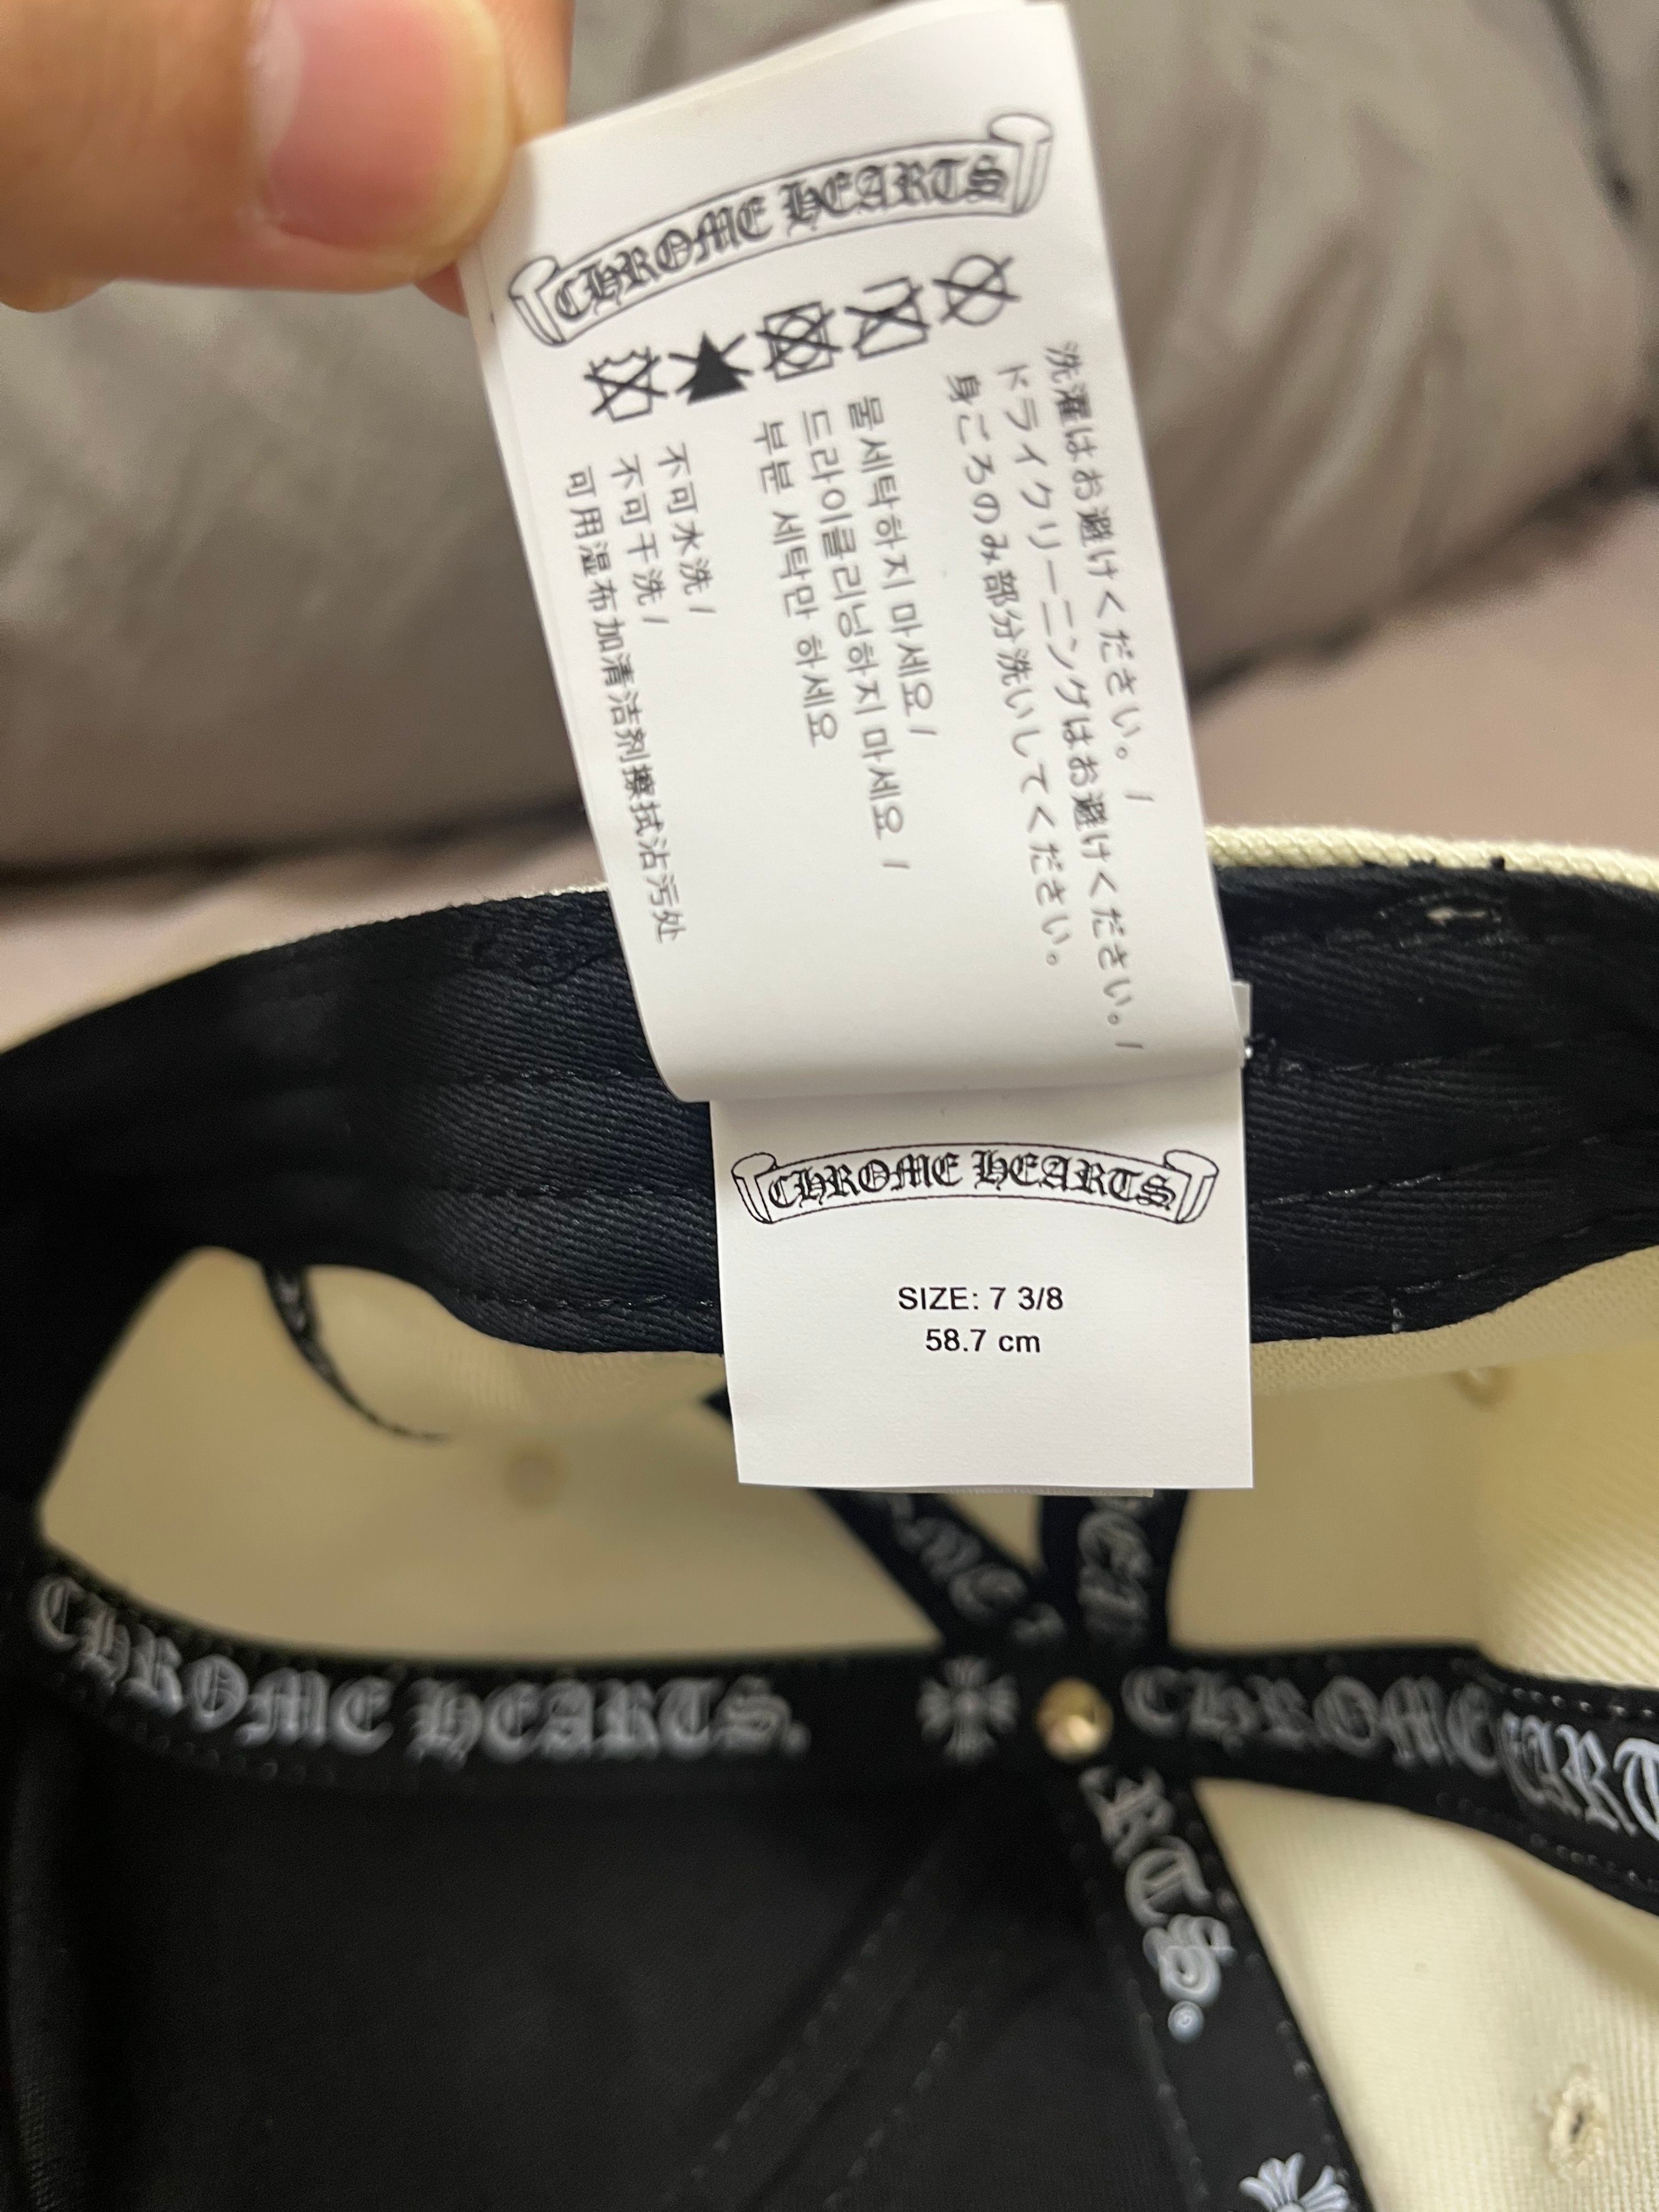 CHROME HEARTS
洗濯はお避けください。/
ドライクリーニングはお避けください。/
身ごろのみ部分洗いしてください。
물세탁하지 마세요 /
드라이클리닝하지 마세요 /
부분 세탁만 하세요
不可水洗 /
不可干洗 /
可用湿布加清洁剂擦拭沾污处
CHROME HEARTS
SIZE: 7 3/8
58.7 cm
CHROME HEARTS.
CHROME
EARTS
RTS.